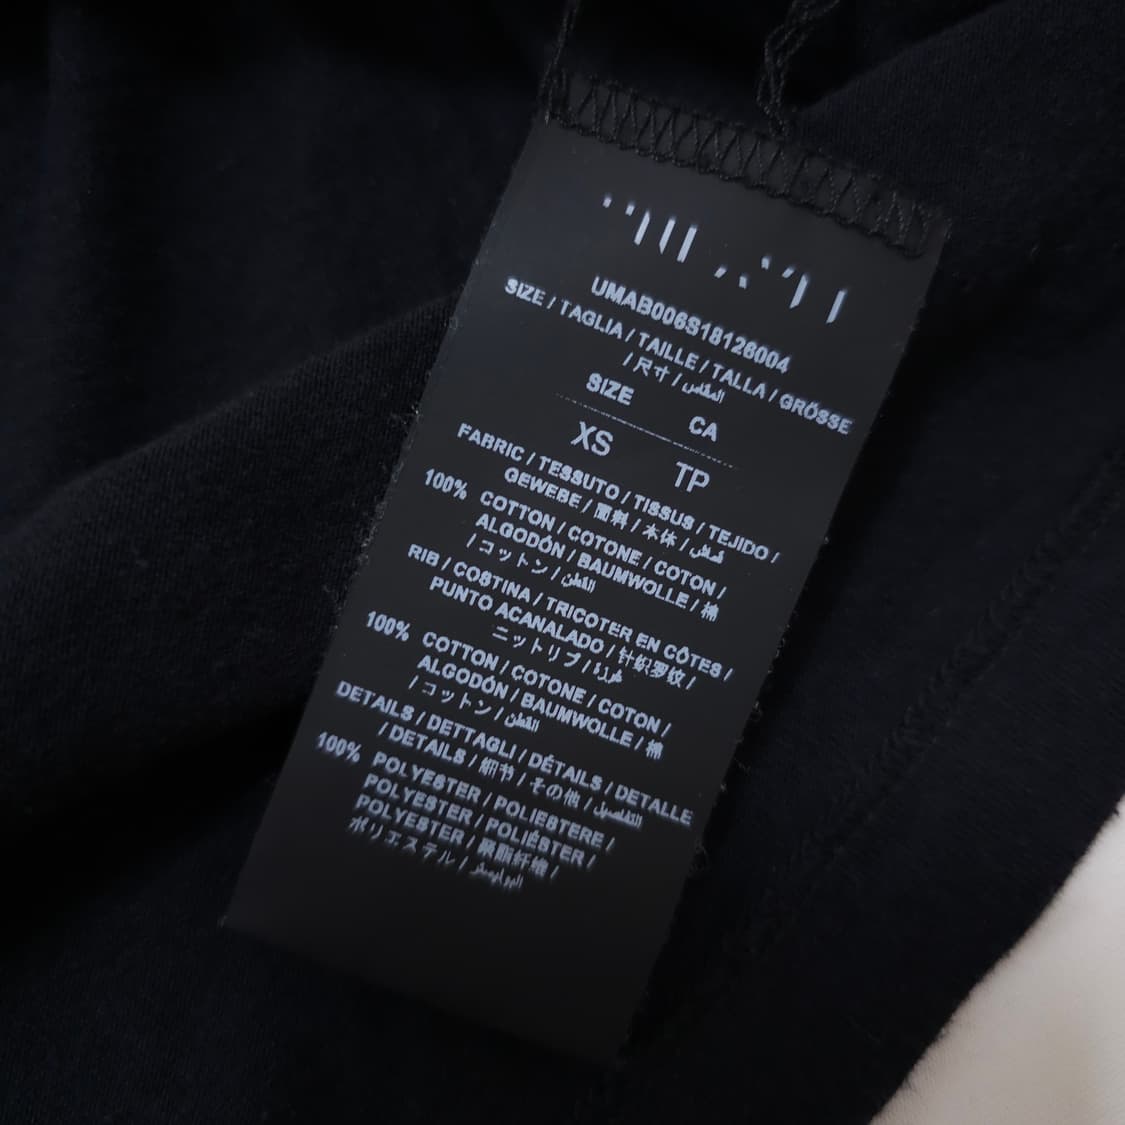 UMAB006S18126004
SIZE / TAGLIA / TAILLE / TALLA / GRÖSSE
/ 尺寸 / المقاس
SIZE CA
XS TP
FABRIC / TESSUTO / TISSUS / TEJIDO /
GEWEBE / 面料 / 本体 / قماش
100% COTTON / COTONE / COTON /
ALGODÓN / BAUMWOLLE / 棉
/ コットン / القطن
RIB / COSTINA / TRICOTER EN CÔTES /
PUNTO ACANALADO / 针织罗纹 /
ニットリブ /
100% COTTON / COTONE / COTON /
ALGODÓN / BAUMWOLLE / 棉
/ コットン / القطن
DETAILS / DETTAGLI / DÉTAILS / DETALLE
/ DETAILS / 细节 / その他 / التفاصيل
100% POLYESTER / POLIESTERE /
POLYESTER / POLIÉSTER /
POLYESTER / 聚脂纤维 /
ポリエステル / البوليستر